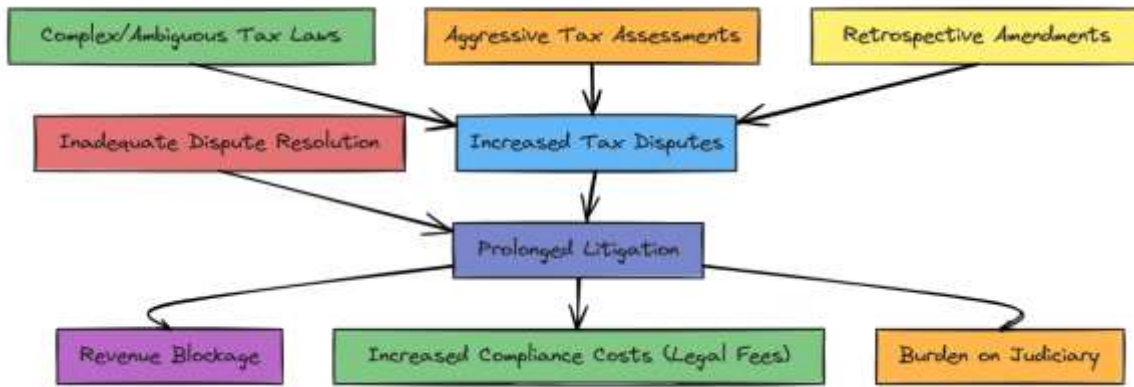 Complex/Ambiguous Tax Laws
Aggressive Tax Assessments
Retrospective Amendments
Inadequate Dispute Resolution
Increased Tax Disputes
Prolonged Litigation
Revenue Blockage
Increased Compliance Costs (Legal Fees)
Burden on Judiciary